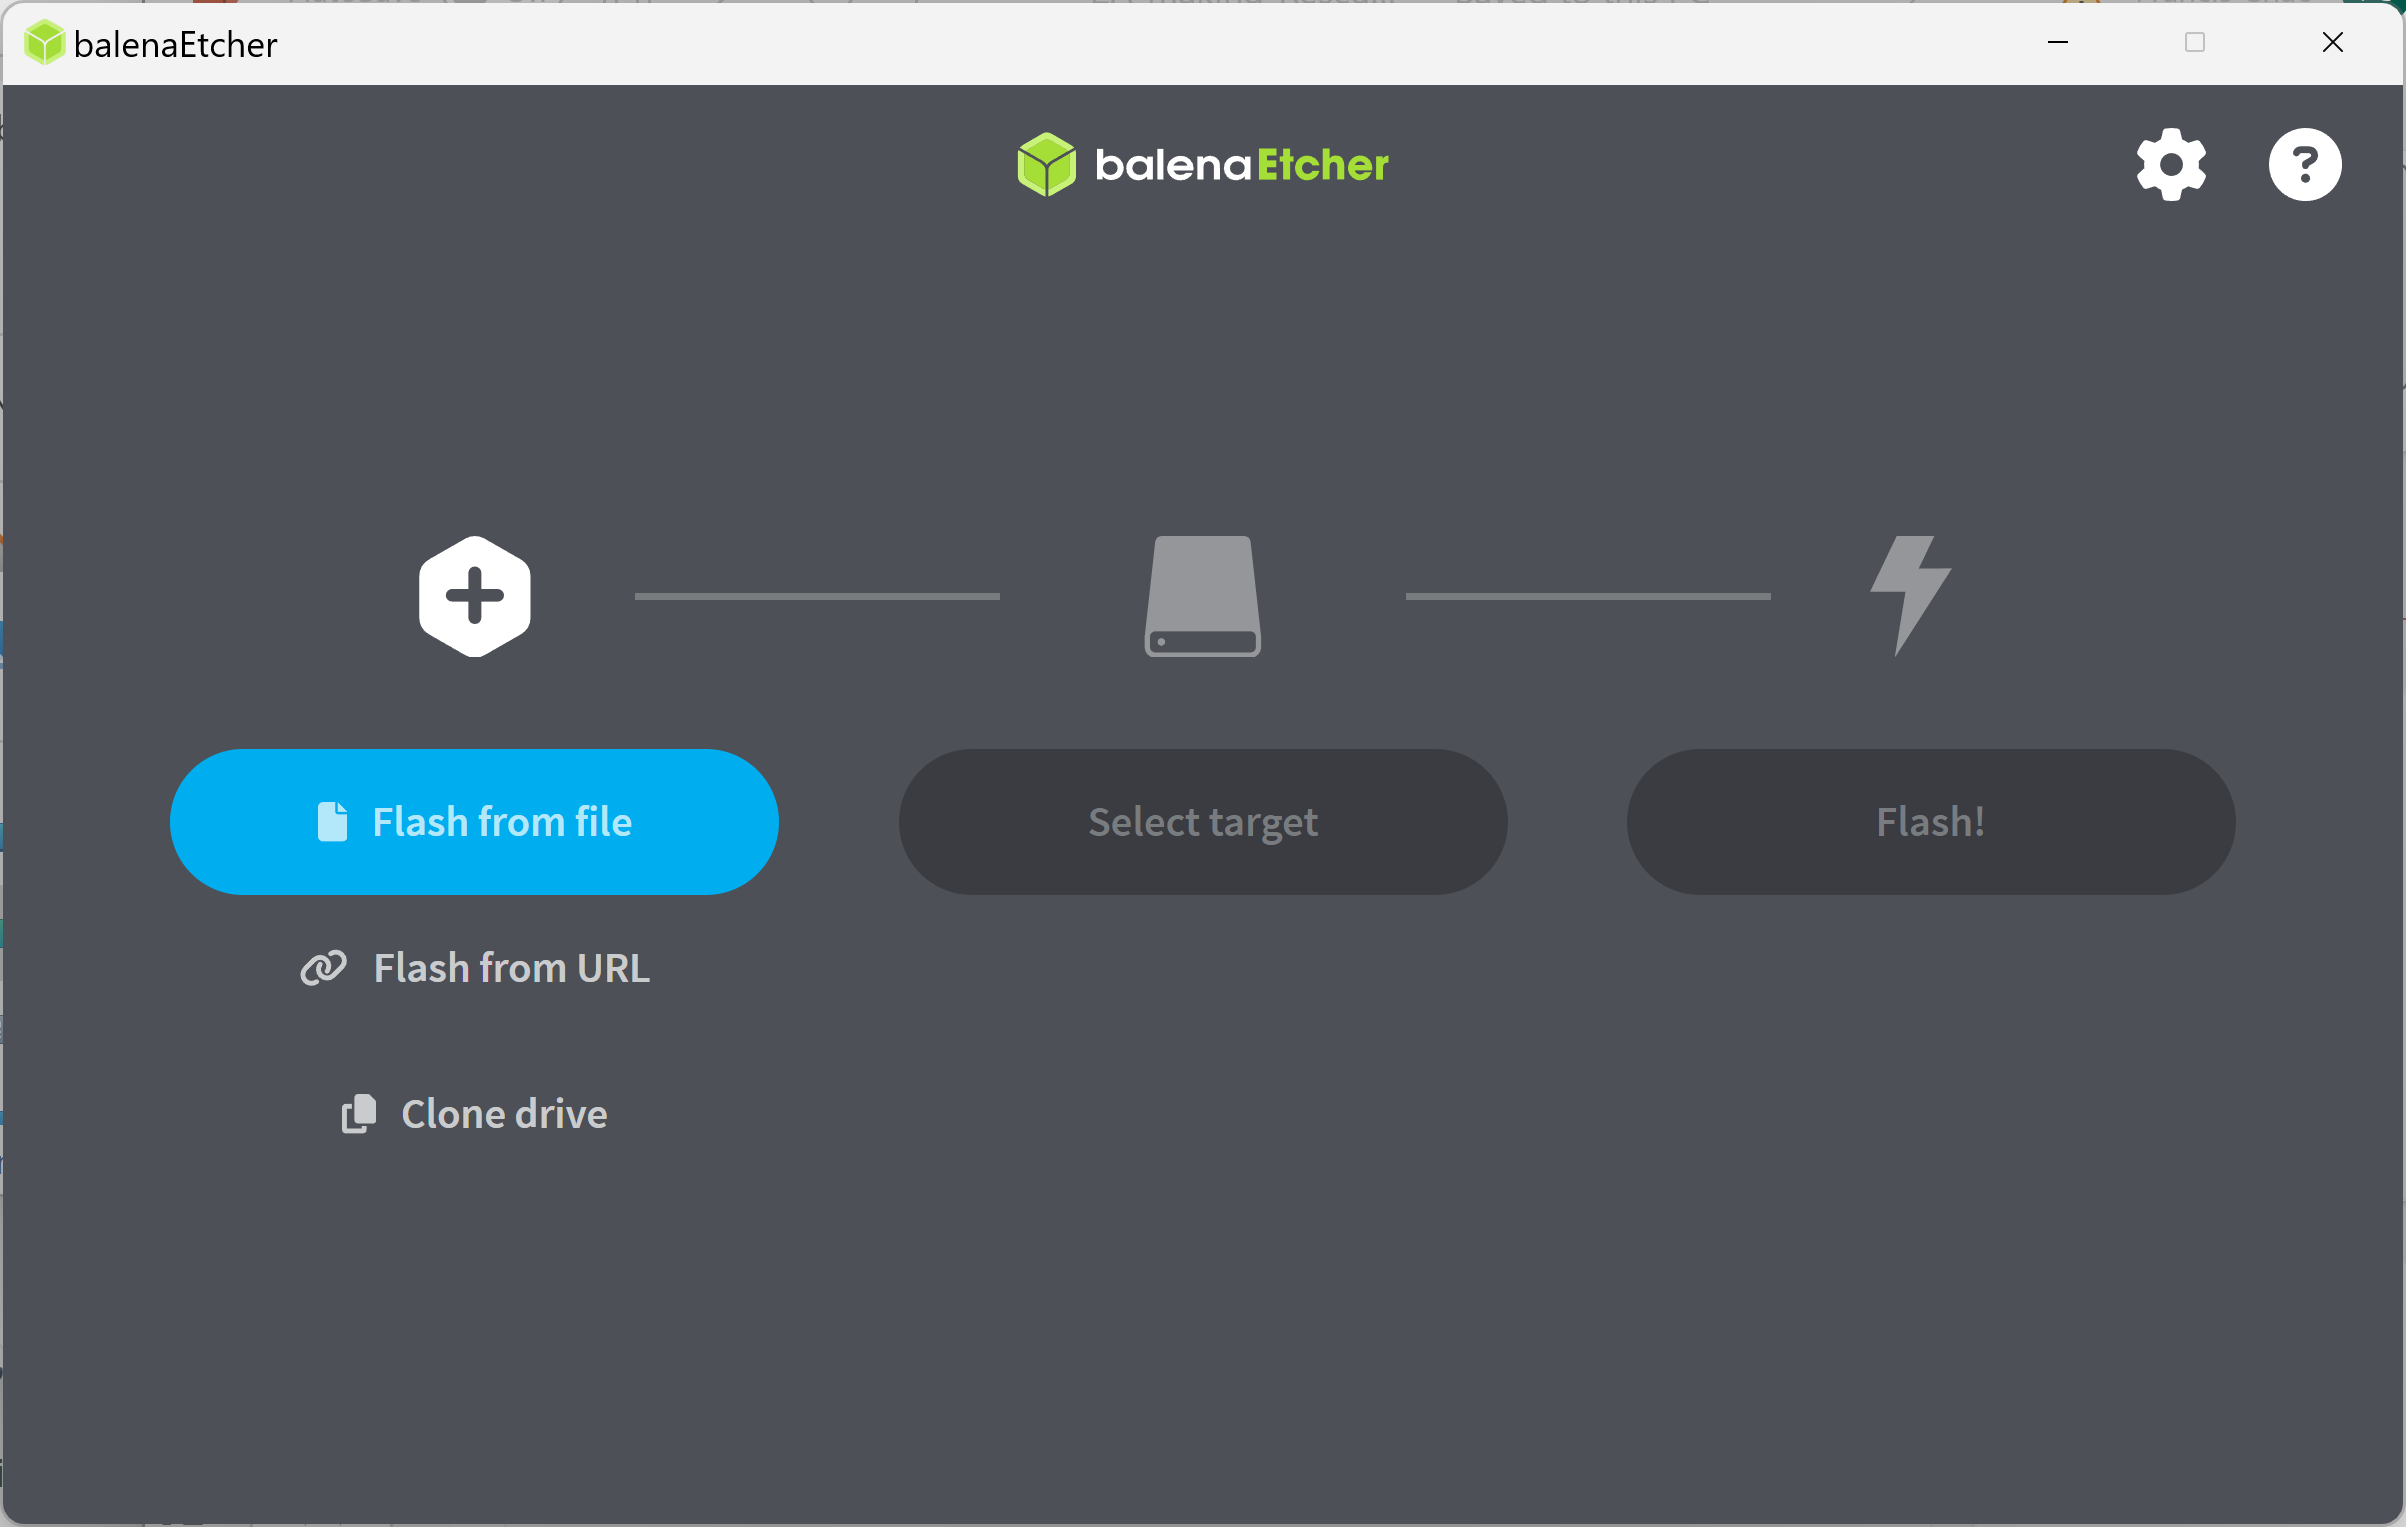 balenaEtcher
balenaEtcher
Flash from file
Select target
Flash!
Flash from URL
Clone drive